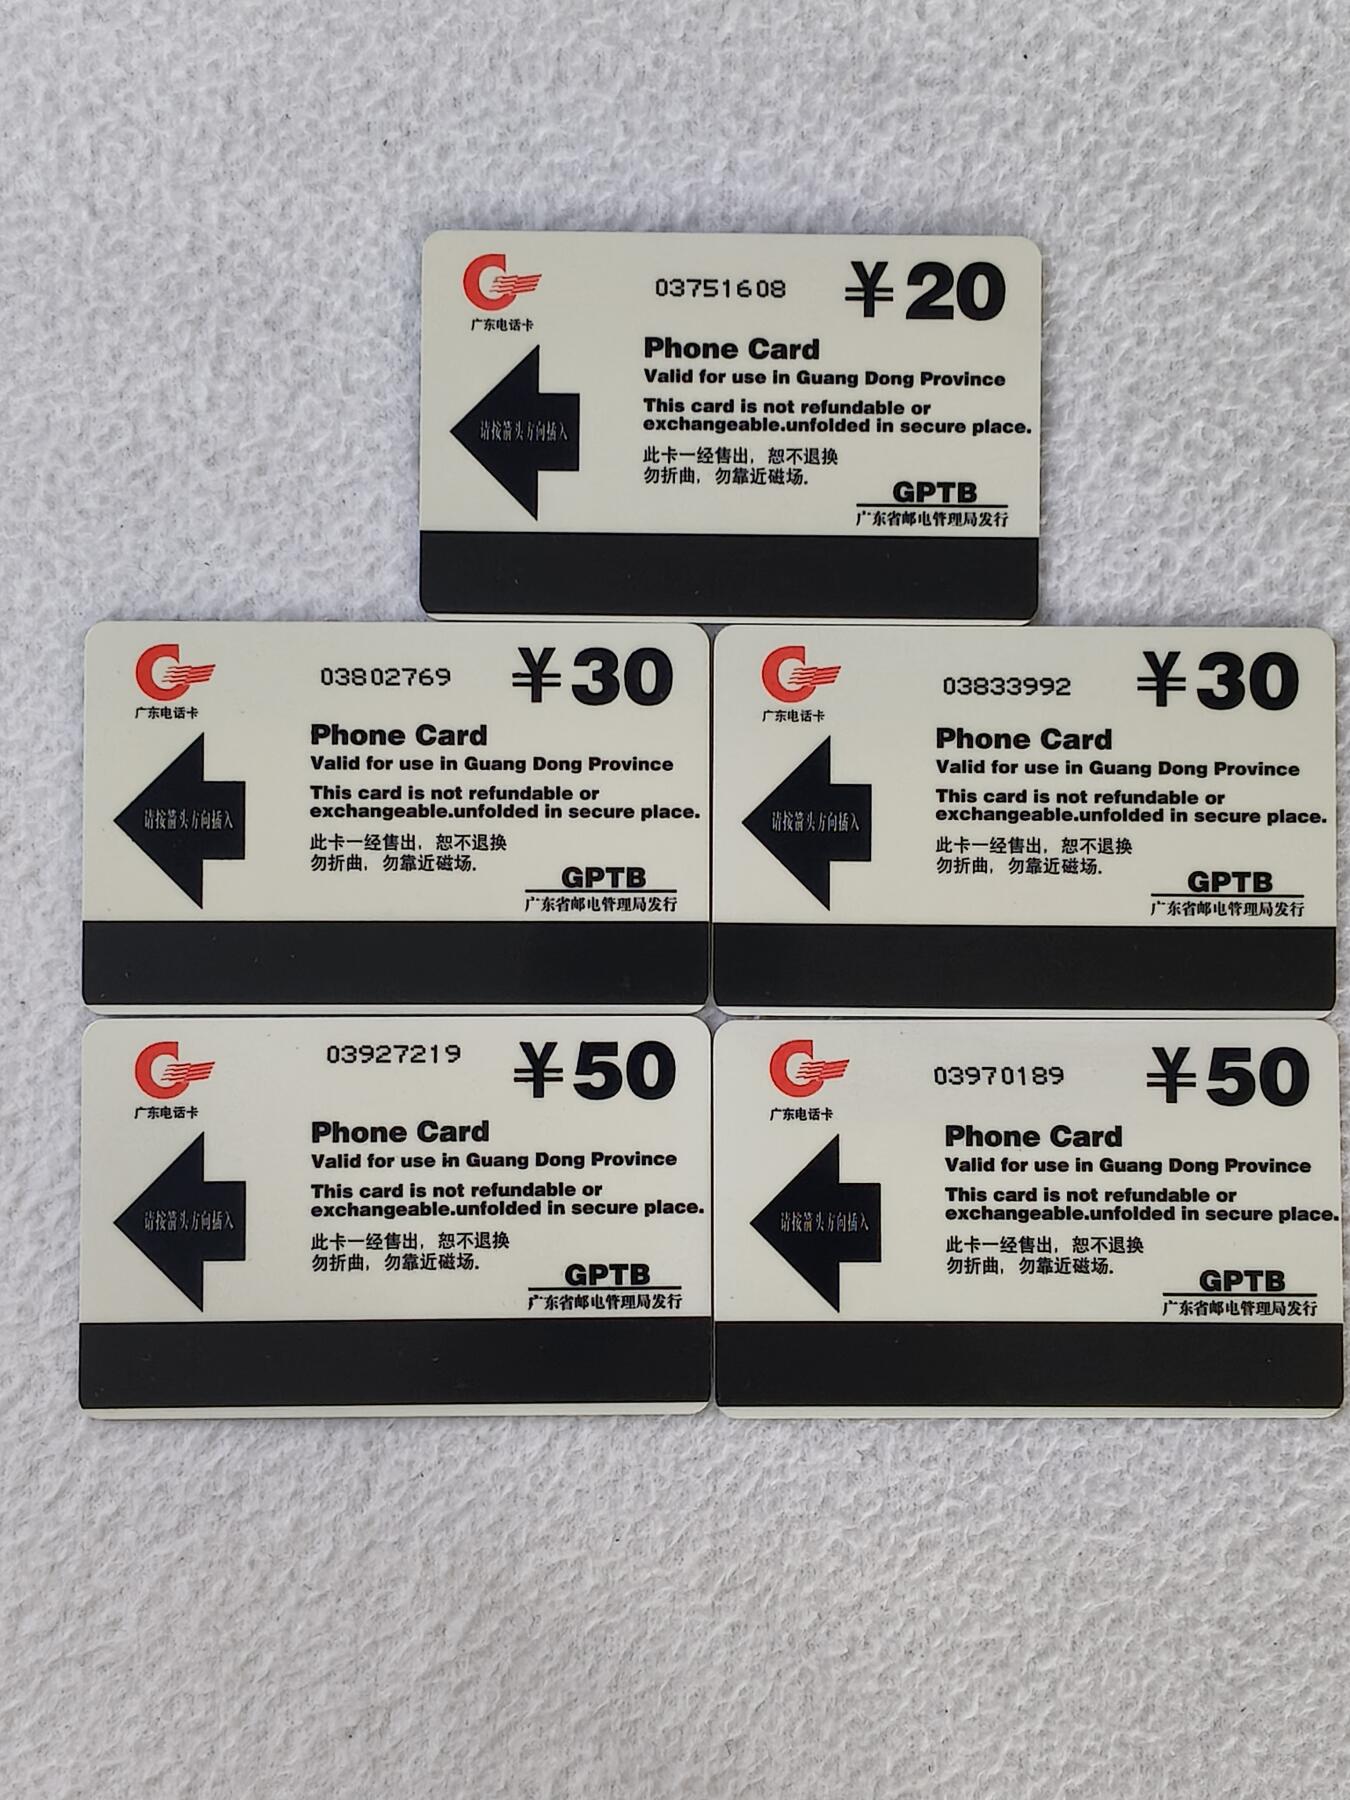 03751608 ¥20
广东电话卡
Phone Card
Valid for use in Guang Dong Province
This card is not refundable or
exchangeable.unfolded in secure place.
请按箭头方向插入
此卡一经售出，恕不退换
勿折曲，勿靠近磁场.
GPTB
广东省邮电管理局发行
03802769 ¥30
广东电话卡
Phone Card
Valid for use in Guang Dong Province
This card is not refundable or
exchangeable.unfolded in secure place.
请按箭头方向插入
此卡一经售出，恕不退换
勿折曲，勿靠近磁场.
GPTB
广东省邮电管理局发行
03833992 ¥30
广东电话卡
Phone Card
Valid for use in Guang Dong Province
This card is not refundable or
exchangeable.unfolded in secure place.
请按箭头方向插入
此卡一经售出，恕不退换
勿折曲，勿靠近磁场.
GPTB
广东省邮电管理局发行
03927219 ¥50
广东电话卡
Phone Card
Valid for use in Guang Dong Province
This card is not refundable or
exchangeable.unfolded in secure place.
请按箭头方向插入
此卡一经售出，恕不退换
勿折曲，勿靠近磁场.
GPTB
广东省邮电管理局发行
03970189 ¥50
广东电话卡
Phone Card
Valid for use in Guang Dong Province
This card is not refundable or
exchangeable.unfolded in secure place.
请按箭头方向插入
此卡一经售出，恕不退换
勿折曲，勿靠近磁场.
GPTB
广东省邮电管理局发行